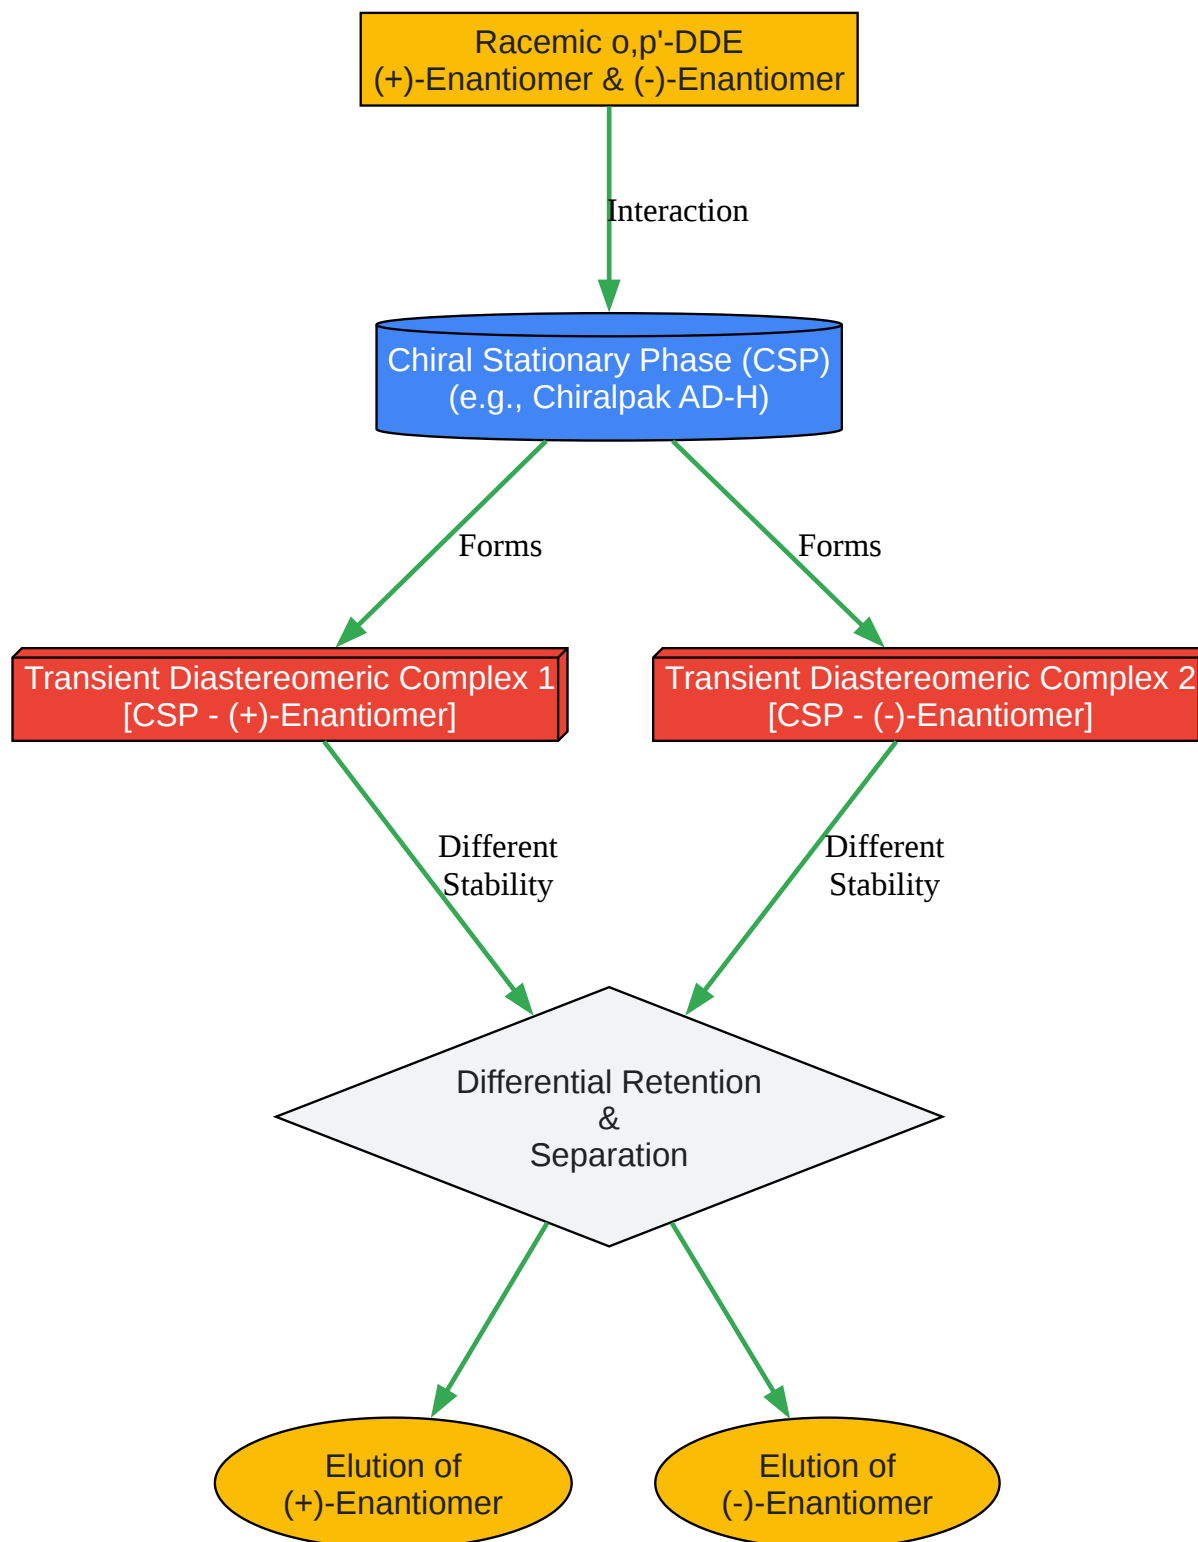 Racemic o,p'-DDE
(+)-Enantiomer & (-)-Enantiomer
Interaction
Chiral Stationary Phase (CSP)
(e.g., Chiralpak AD-H)
Forms
Forms
Transient Diastereomeric Complex 1
[CSP - (+)-Enantiomer]
Transient Diastereomeric Complex 2
[CSP - (-)-Enantiomer]
Different
Stability
Different
Stability
Differential Retention
&
Separation
Elution of
(+)-Enantiomer
Elution of
(-)-Enantiomer